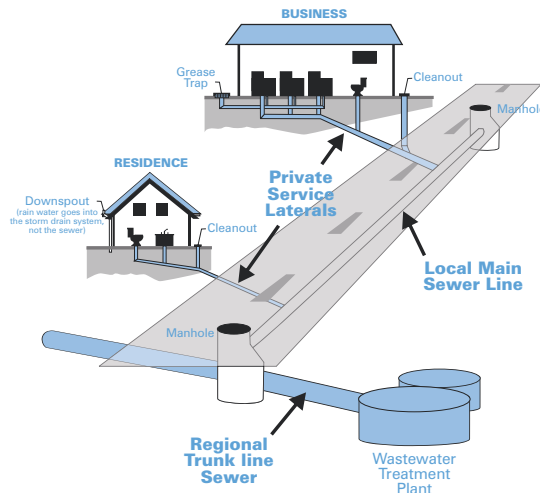 BUSINESS
Grease
Trap
Cleanout
Manhole
RESIDENCE
Private
Service
Laterals
Downspout
(rain water goes into
the storm drain system,
not the sewer)
Cleanout
Local Main
Sewer Line
Manhole
Regional
Trunk line
Sewer
Wastewater
Treatment
Plant